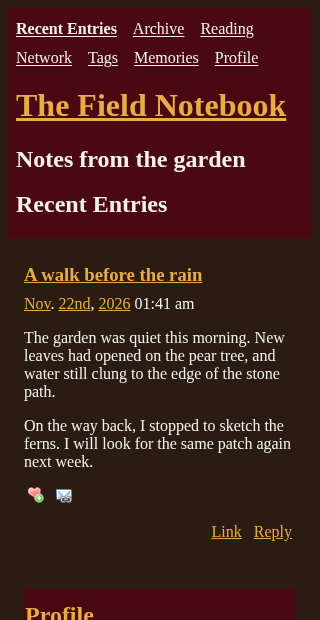 Recent Entries Archive Reading
Network Tags Memories Profile
The Field Notebook
Notes from the garden
Recent Entries
A walk before the rain
Nov. 22nd, 2026 01:41 am
The garden was quiet this morning. New
leaves had opened on the pear tree, and
water still clung to the edge of the stone
path.
On the way back, I stopped to sketch the
ferns. I will look for the same patch again
next week.
Link Reply
Profile